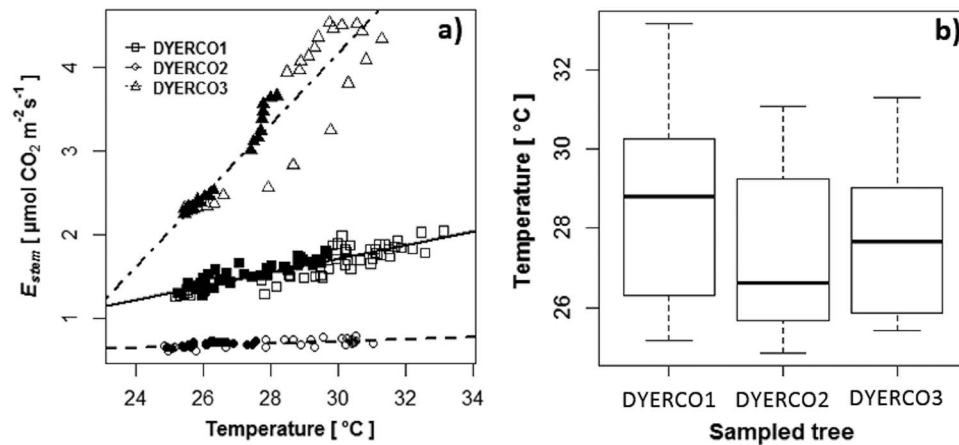 a)
DYERCO1
DYERCO2
DYERCO3
E stem [ µmol CO2 m-2 s-1]
4
3
2
1
24 26 28 30 32 34
Temperature [ °C]
b)
Temperature [ °C]
32
30
28
26
DYERCO1 DYERCO2 DYERCO3
Sampled tree